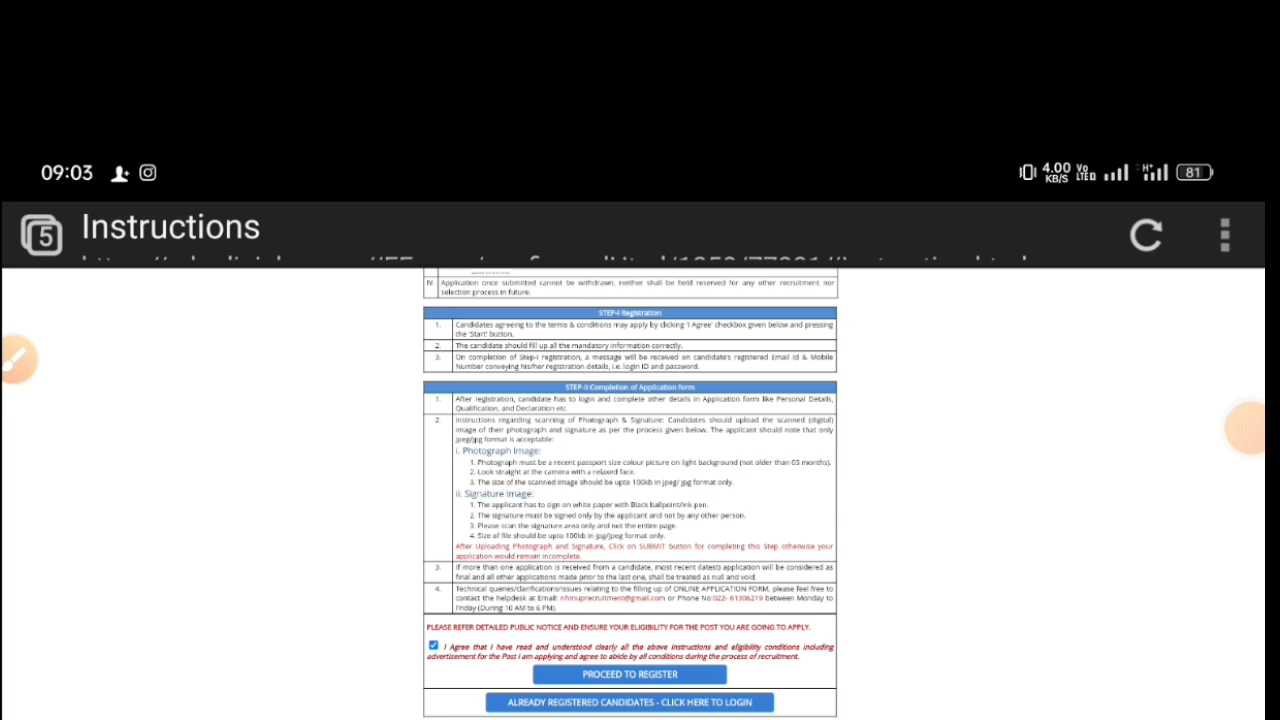 09:03
4.00 KB/S Vo LTED H+ 81
5 Instructions
IV. Application once submitted cannot be withdrawn, neither shall be held reserved for any other recruitment nor
selection process in future.
STEP-I Registration
1. Candidates agreeing to the terms & conditions may apply by clicking 'I Agree' checkbox given below and pressing
the 'Start' button.
2. The candidate should fill up all the mandatory information correctly.
3. On completion of Step-I registration, a message will be received on candidate's registered Email Id & Mobile
Number conveying his/her registration details, i.e. login ID and password.
STEP-II Completion of Application form
1. After registration, candidate has to login and complete other details in Application form like Personal Details,
Qualification, and Declaration etc.
2. Instructions regarding scanning of Photograph & Signature: Candidates should upload the scanned (digital)
image of their photograph and signature as per the process given below. The applicant should note that only
jpeg/jpg format is acceptable:
i. Photograph Image:
1. Photograph must be a recent passport size colour picture on light background (not older than 03 months).
2. Look straight at the camera with a relaxed face.
3. The size of the scanned image should be upto 100kb in jpeg/ jpg format only.
ii. Signature image:
1. The applicant has to sign on white paper with Black ballpoint/ink pen.
2. The signature must be signed only by the applicant and not by any other person.
3. Please scan the signature area only and not the entire page.
4. Size of file should be upto 100kb in jpg/jpeg format only.
After Uploading Photograph and Signature, Click on SUBMIT button for completing this Step otherwise your
application would remain incomplete.
3. If more than one application is received from a candidate, most recent (latest) application will be considered as
final and all other applications made prior to the last one, shall be treated as null and void.
4. Technical queries/clarifications/issues relating to the filling up of ONLINE APPLICATION FORM, please feel free to
contact the helpdesk at Email: nhmuprecruitment@gmail.com or Phone No:022- 61306219 between Monday to
Friday (During 10 AM to 6 PM).
PLEASE REFER DETAILED PUBLIC NOTICE AND ENSURE YOUR ELIGIBILITY FOR THE POST YOU ARE GOING TO APPLY.
I Agree that I have read and understood clearly all the above instructions and eligibility conditions including
advertisement for the Post I am applying and agree to abide by all conditions during the process of recruitment.
PROCEED TO REGISTER
ALREADY REGISTERED CANDIDATES - CLICK HERE TO LOGIN